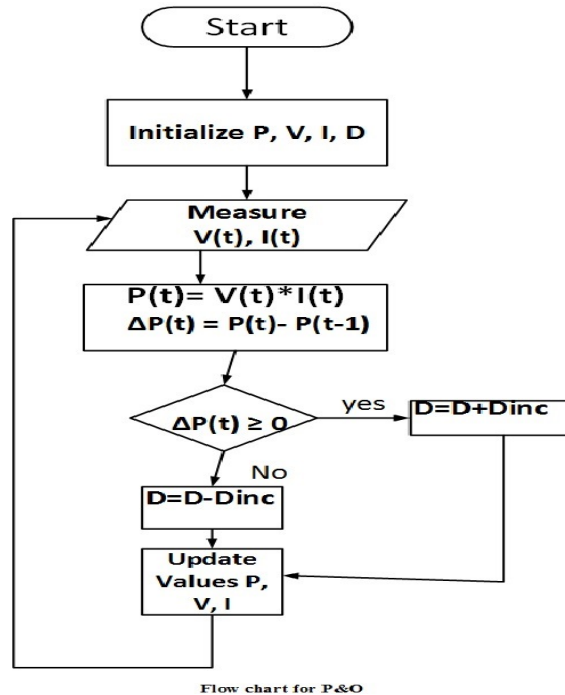 Start
Initialize P, V, I, D
Measure
V(t), I(t)
P(t)= V(t)*I(t)
ΔP(t) = P(t)- P(t-1)
ΔP(t) ≥ 0
yes
D=D+Dinc
No
D=D-Dinc
Update
Values P,
V, I
Flow chart for P&O